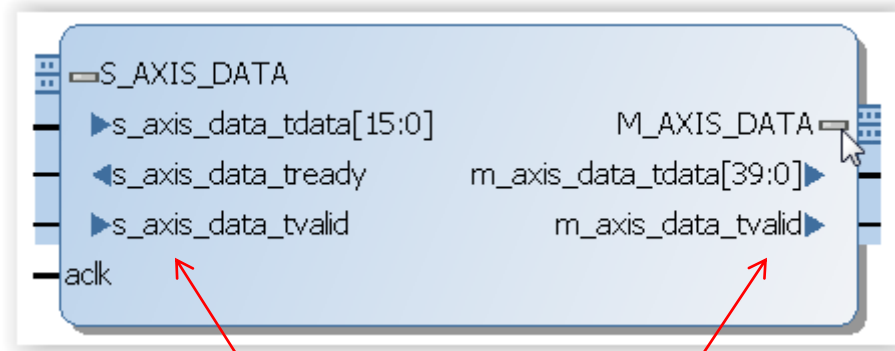 S_AXIS_DATA
s_axis_data_tdata[15:0]
s_axis_data_tready
s_axis_data_tvalid
aclk
M_AXIS_DATA
m_axis_data_tdata[39:0]
m_axis_data_tvalid